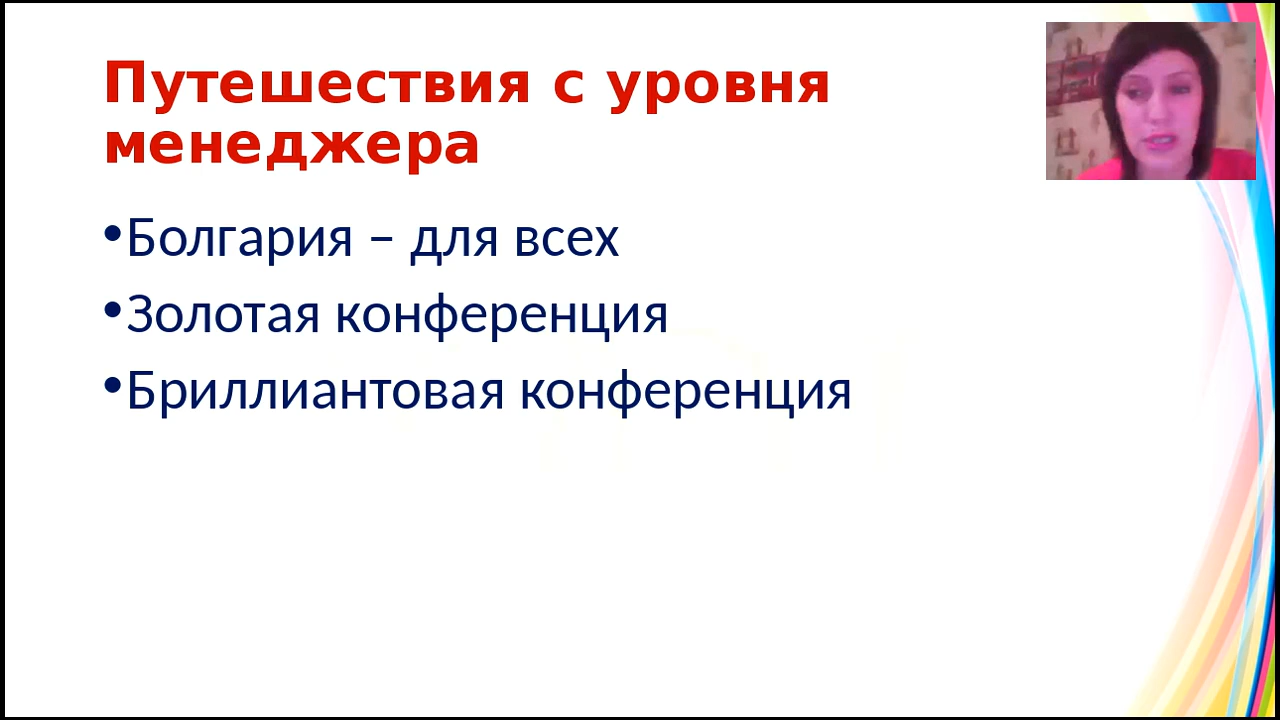 Путешествия с уровня
менеджера
•Болгария – для всех
•Золотая конференция
•Бриллиантовая конференция